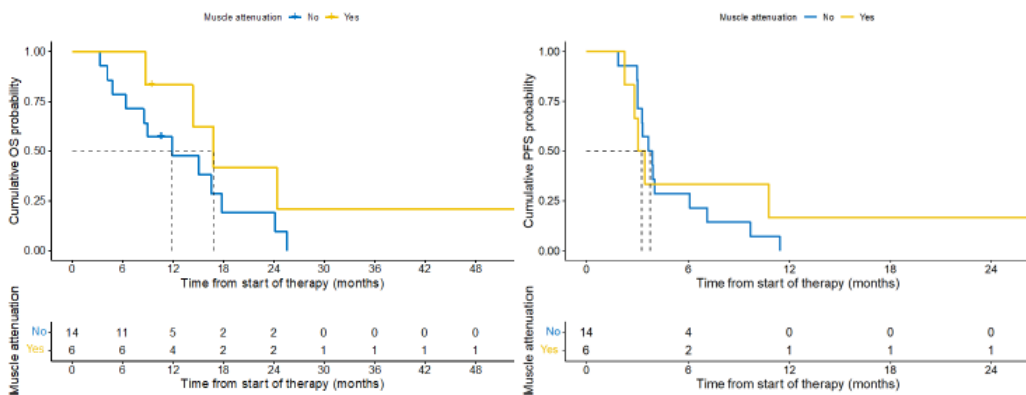 Muscle attenuation No Yes
Cumulative OS probability
1.00
0.75
0.50
0.25
0.00
0 6 12 18 24 30 36 42 48
Time from start of therapy (months)
Muscle attenuation
No 14 11 5 2 2 0 0 0 0
Yes 6 6 4 2 2 1 1 1 1
0 6 12 18 24 30 36 42 48
Time from start of therapy (months)
Muscle attenuation No Yes
Cumulative PFS probability
1.00
0.75
0.50
0.25
0.00
0 6 12 18 24
Time from start of therapy (months)
Muscle attenuation
No 14 4 0 0 0
Yes 6 2 1 1 1
0 6 12 18 24
Time from start of therapy (months)